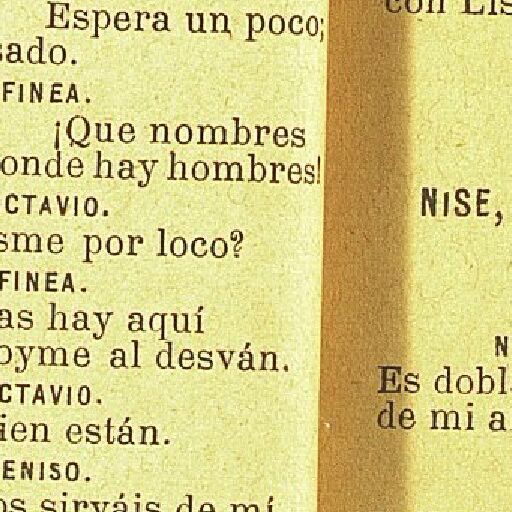 Espera un poco;
sado.
FINEA.
¡Que nombres
onde hay hombres!
CTAVIO.
sme por loco?
FINEA.
as hay aquí
oyme al desván.
CTAVIO.
ien están.
ENISO.
os sirváis de mí
con Lis
NISE,
N
Es dobl
de mi a